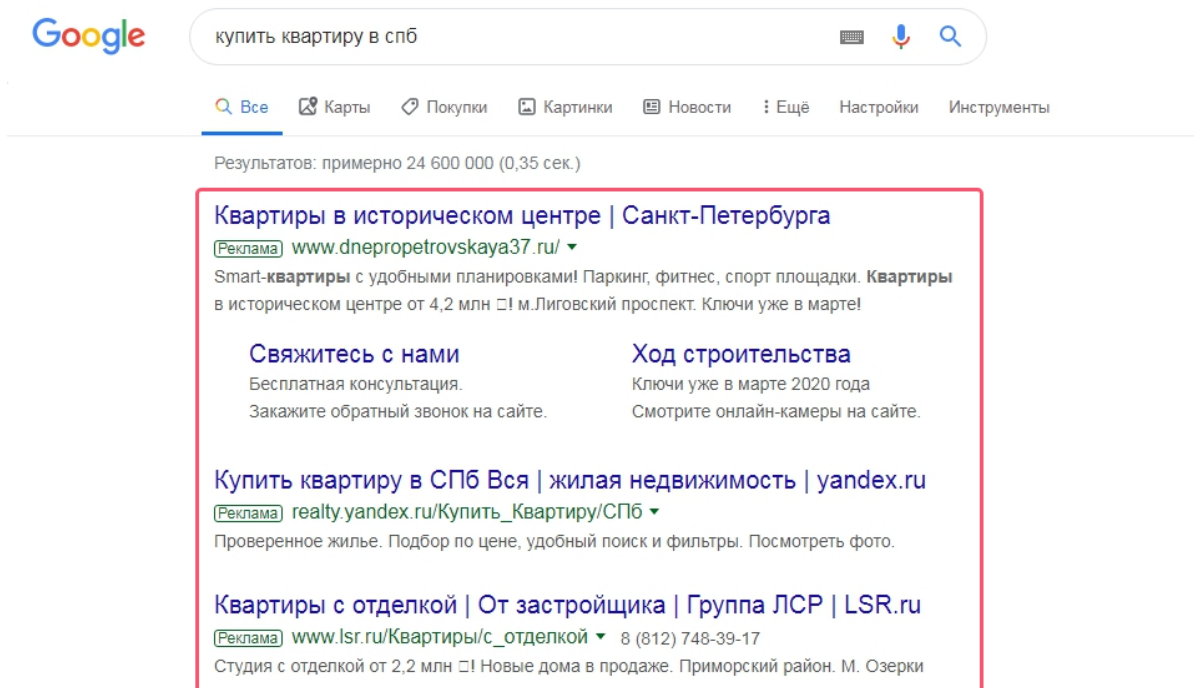 Google
купить квартиру в спб
Все Карты Покупки Картинки Новости Ещё Настройки Инструменты
Результатов: примерно 24 600 000 (0,35 сек.)
Квартиры в историческом центре | Санкт-Петербурга
Реклама www.dnepropetrovskaya37.ru/
Smart-квартиры с удобными планировками! Паркинг, фитнес, спорт площадки. Квартиры
в историческом центре от 4,2 млн □! м.Лиговский проспект. Ключи уже в марте!
Свяжитесь с нами
Бесплатная консультация.
Закажите обратный звонок на сайте.
Ход строительства
Ключи уже в марте 2020 года
Смотрите онлайн-камеры на сайте.
Купить квартиру в СПб Вся | жилая недвижимость | yandex.ru
Реклама realty.yandex.ru/Купить_Квартиру/СПб
Проверенное жилье. Подбор по цене, удобный поиск и фильтры. Посмотреть фото.
Квартиры с отделкой | От застройщика | Группа ЛСР | LSR.ru
Реклама www.lsr.ru/Квартиры/с_отделкой 8 (812) 748-39-17
Студия с отделкой от 2,2 млн □! Новые дома в продаже. Приморский район. М. Озерки